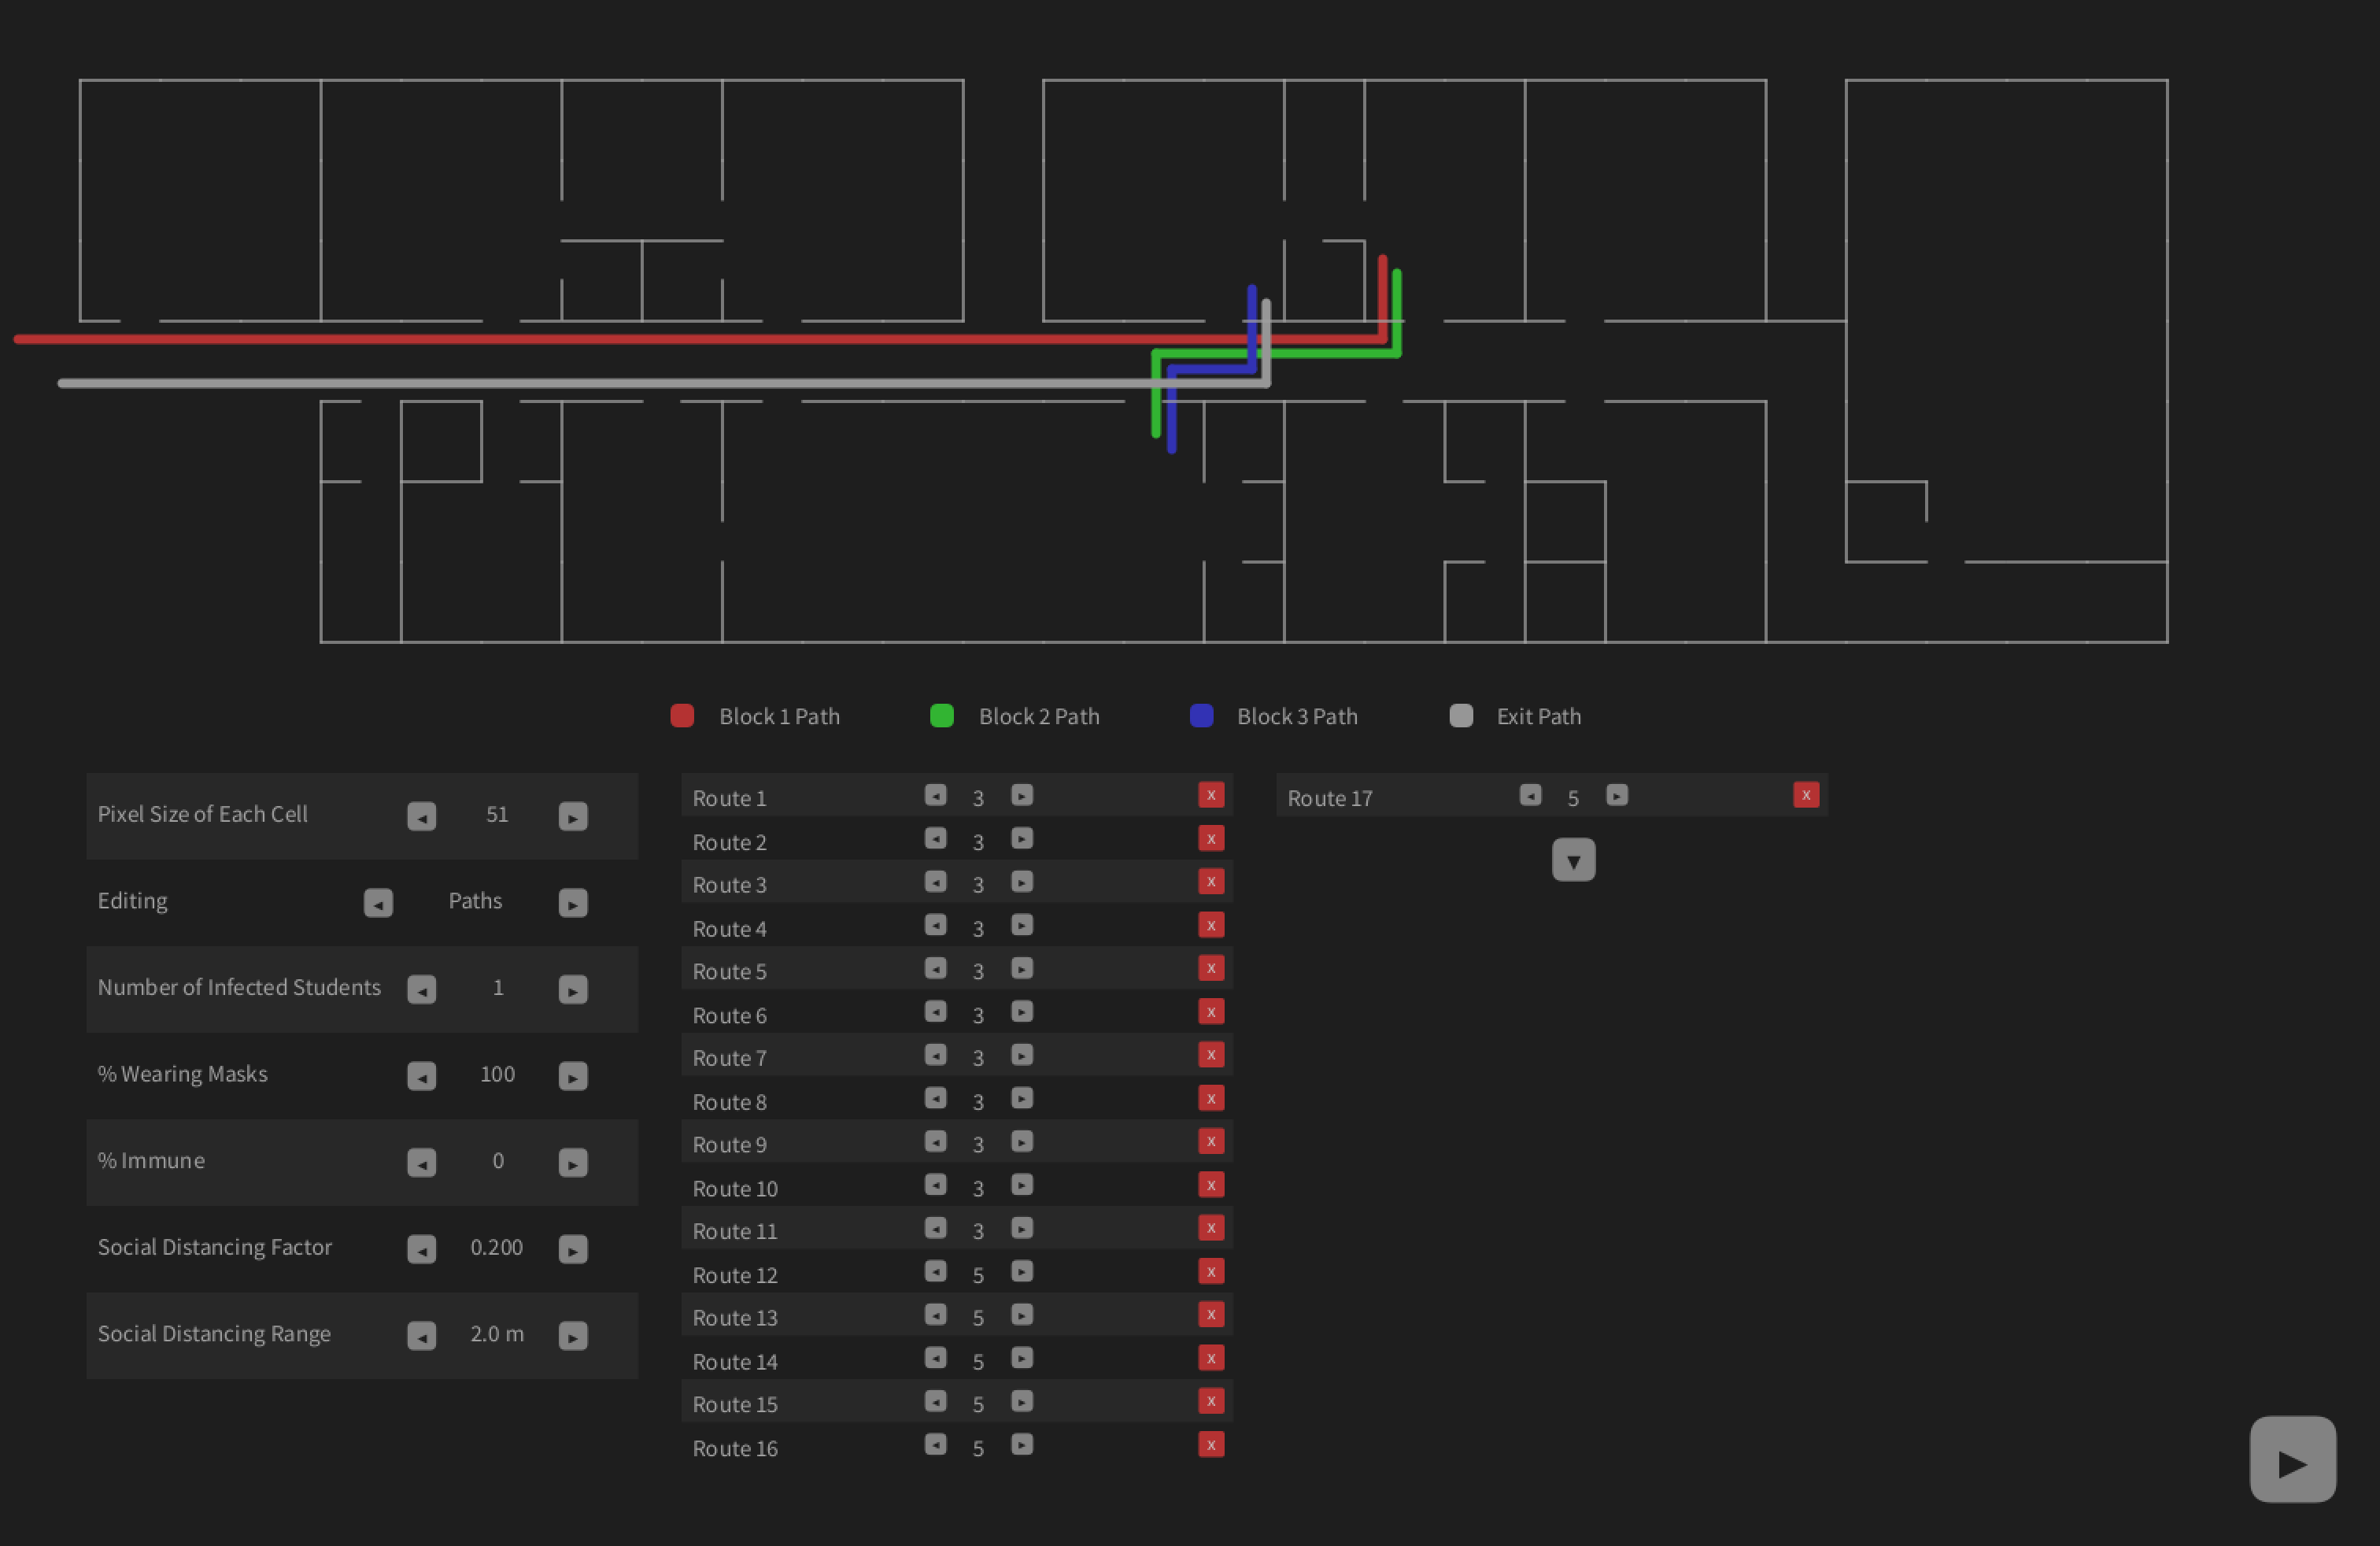 Block 1 Path Block 2 Path Block 3 Path Exit Path
Pixel Size of Each Cell 51
Editing Paths
Number of Infected Students 1
% Wearing Masks 100
% Immune 0
Social Distancing Factor 0.200
Social Distancing Range 2.0 m
Route 1 3 X
Route 2 3 X
Route 3 3 X
Route 4 3 X
Route 5 3 X
Route 6 3 X
Route 7 3 X
Route 8 3 X
Route 9 3 X
Route 10 3 X
Route 11 3 X
Route 12 5 X
Route 13 5 X
Route 14 5 X
Route 15 5 X
Route 16 5 X
Route 17 5 X